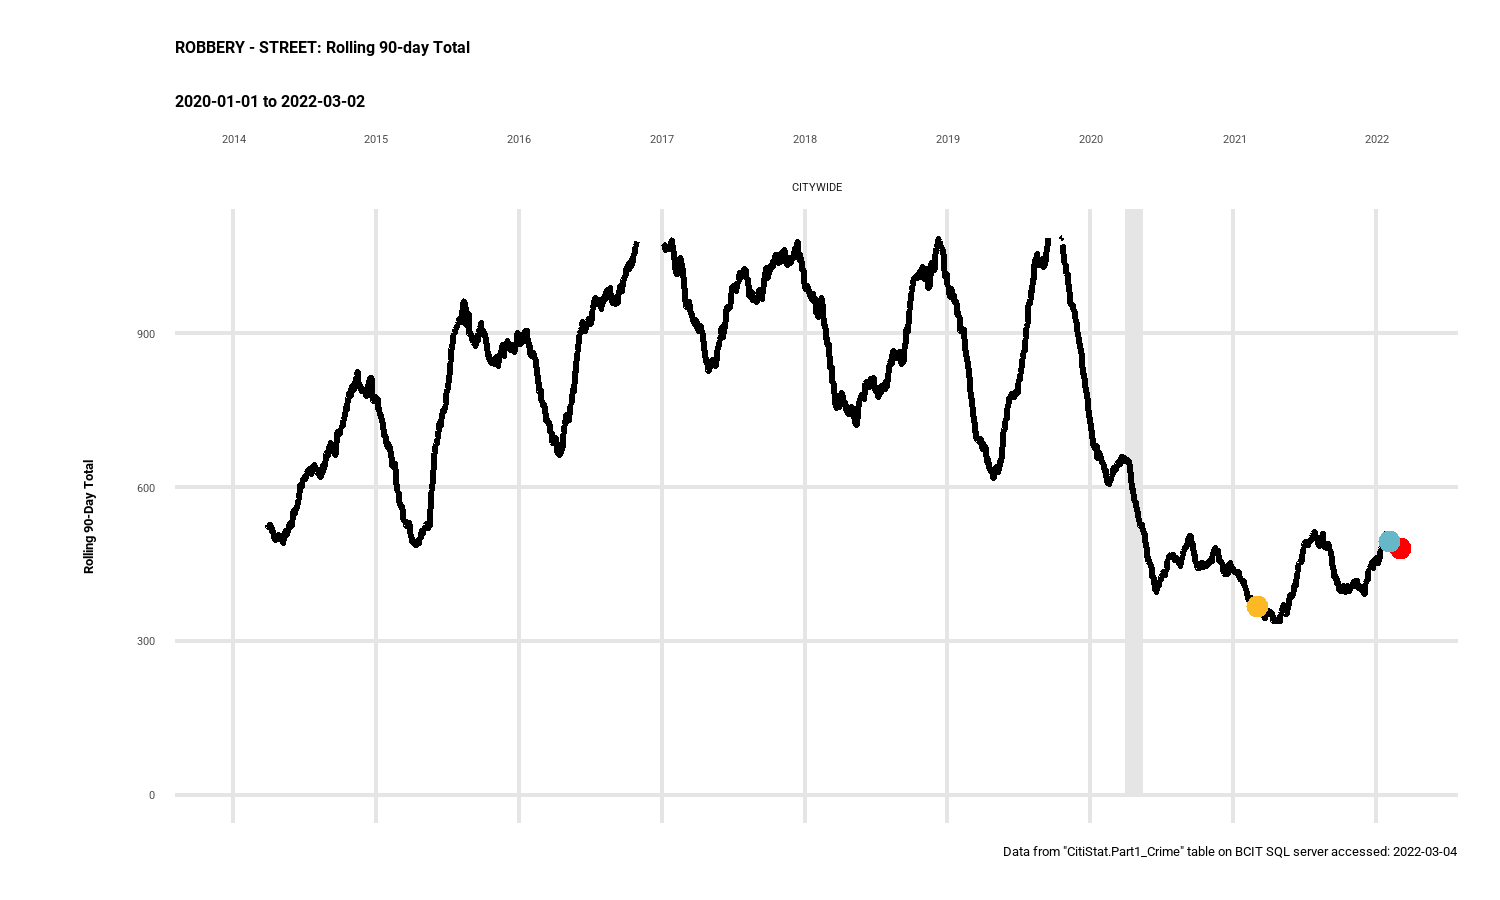 ROBBERY - STREET: Rolling 90-day Total
2020-01-01 to 2022-03-02
2014 2015 2016 2017 2018 2019 2020 2021 2022
CITYWIDE
900
600
300
0
Rolling 90-Day Total
Data from "CitiStat.Part1_Crime" table on BCIT SQL server accessed: 2022-03-04